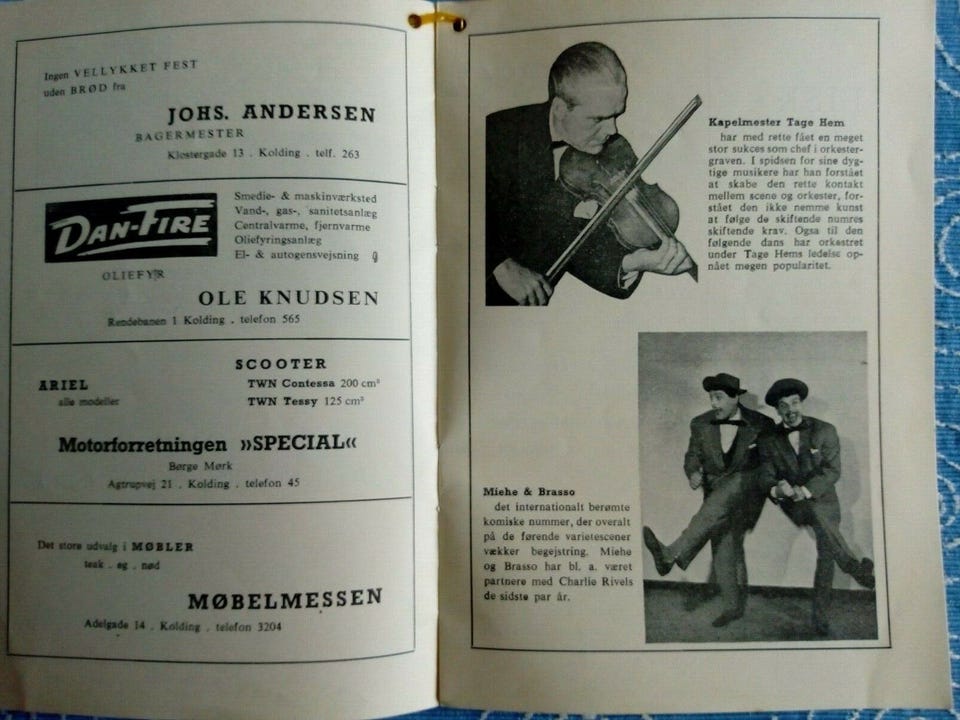 Ingen VELLYKKET FEST
uden BRØD fra
JOHS. ANDERSEN
BAGERMESTER
Klostergade 13 . Kolding . telf. 263
DAN-FIRE
OLIEFYR
Smedie- & maskinværksted
Vand-, gas-, sanitetsanlæg
Centralvarme, fjernvarme
Oliefyringsanlæg
El- & autogensvejsning
OLE KNUDSEN
Rendebanen 1 Kolding . telefon 565
ARIEL
alle modeller
SCOOTER
TWN Contessa 200 cm³
TWN Tessy 125 cm³
Motorforretningen »SPECIAL«
Børge Mørk
Agtrupvej 21 . Kolding . telefon 45
Det store udvalg i MØBLER
teak . eg . nød
MØBELMESSEN
Adelgade 14 . Kolding . telefon 3204
Kapelmester Tage Hem
har med rette fået en meget
stor sukces som chef i orkester-
graven. I spidsen for sine dyg-
tige musikere har han forstået
at skabe den rette kontakt
mellem scene og orkester, for-
stået den ikke nemme kunst
at følge de skiftende numres
skiftende krav. Også til den
følgende dans har orkestret
under Tage Hems ledelse op-
nået megen popularitet.
Miehe & Brasso
det internationalt berømte
komiske nummer, der overalt
på de førende varietescener
vækker begejstring. Miehe
og Brasso har bl. a. været
partnere med Charlie Rivels
de sidste par år.